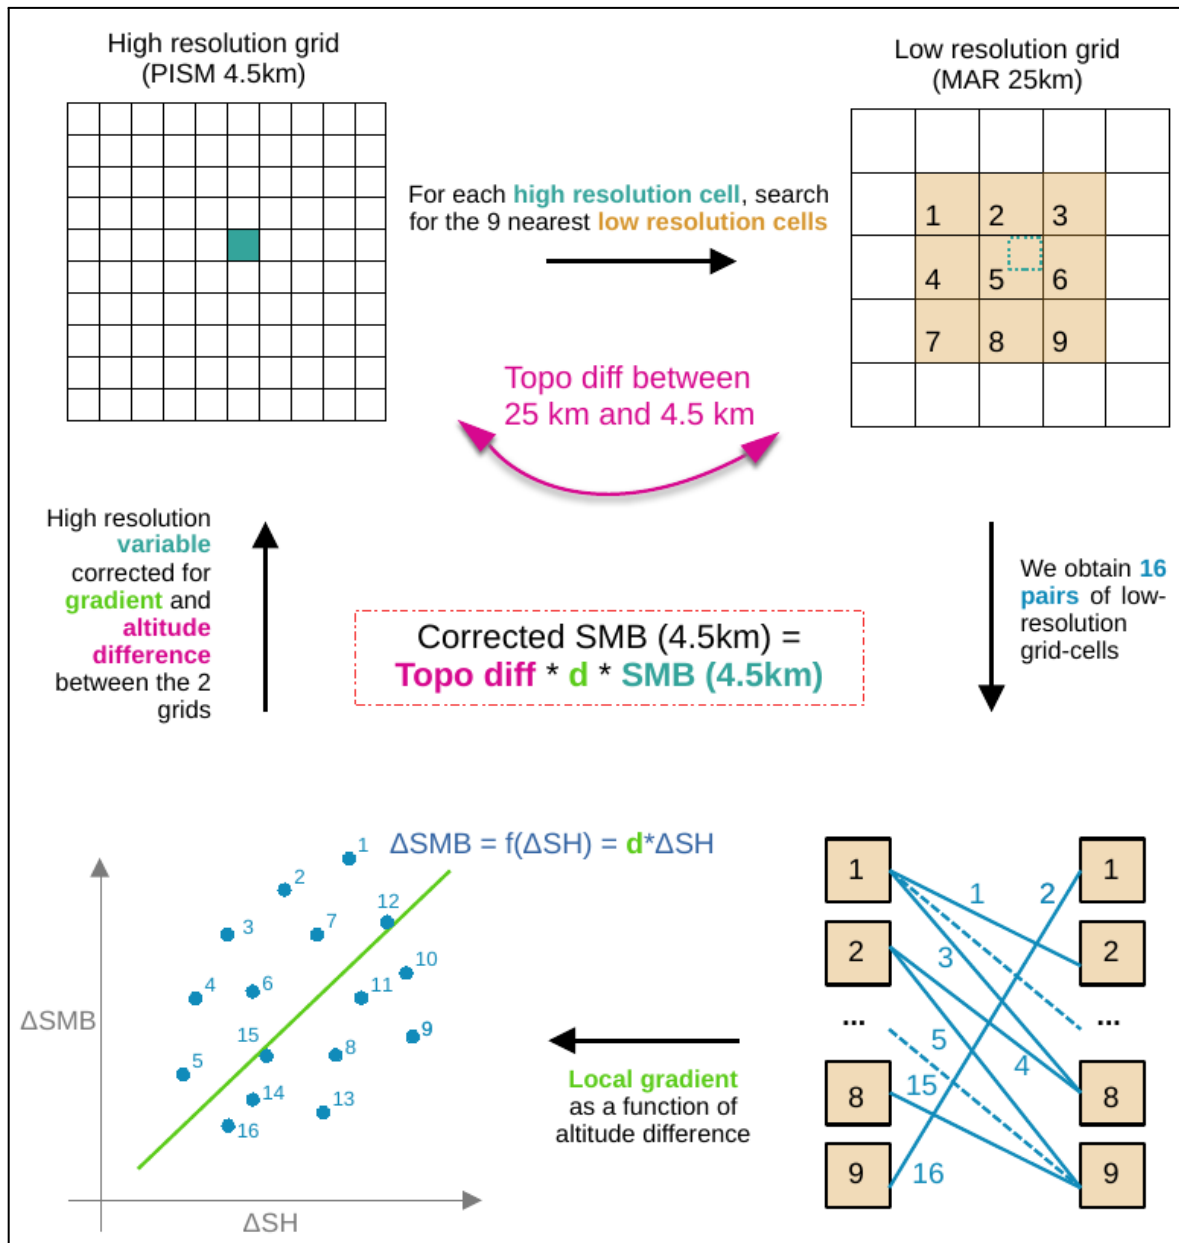 High resolution grid
(PISM 4.5km)
Low resolution grid
(MAR 25km)
For each high resolution cell, search
for the 9 nearest low resolution cells
1 2 3
4 5 6
7 8 9
Topo diff between
25 km and 4.5 km
High resolution
variable
corrected for
gradient and
altitude
difference
between the 2
grids
We obtain 16
pairs of low-
resolution
grid-cells
Corrected SMB (4.5km) =
Topo diff * d * SMB (4.5km)
ΔSMB = f(ΔSH) = d*ΔSH
1
2
12
3
7
10
4
6
11
15
9
5
8
14
13
16
ΔSMB
ΔSH
Local gradient
as a function of
altitude difference
1
2
...
8
9
1
2
3
5
4
15
16
1
2
...
8
9